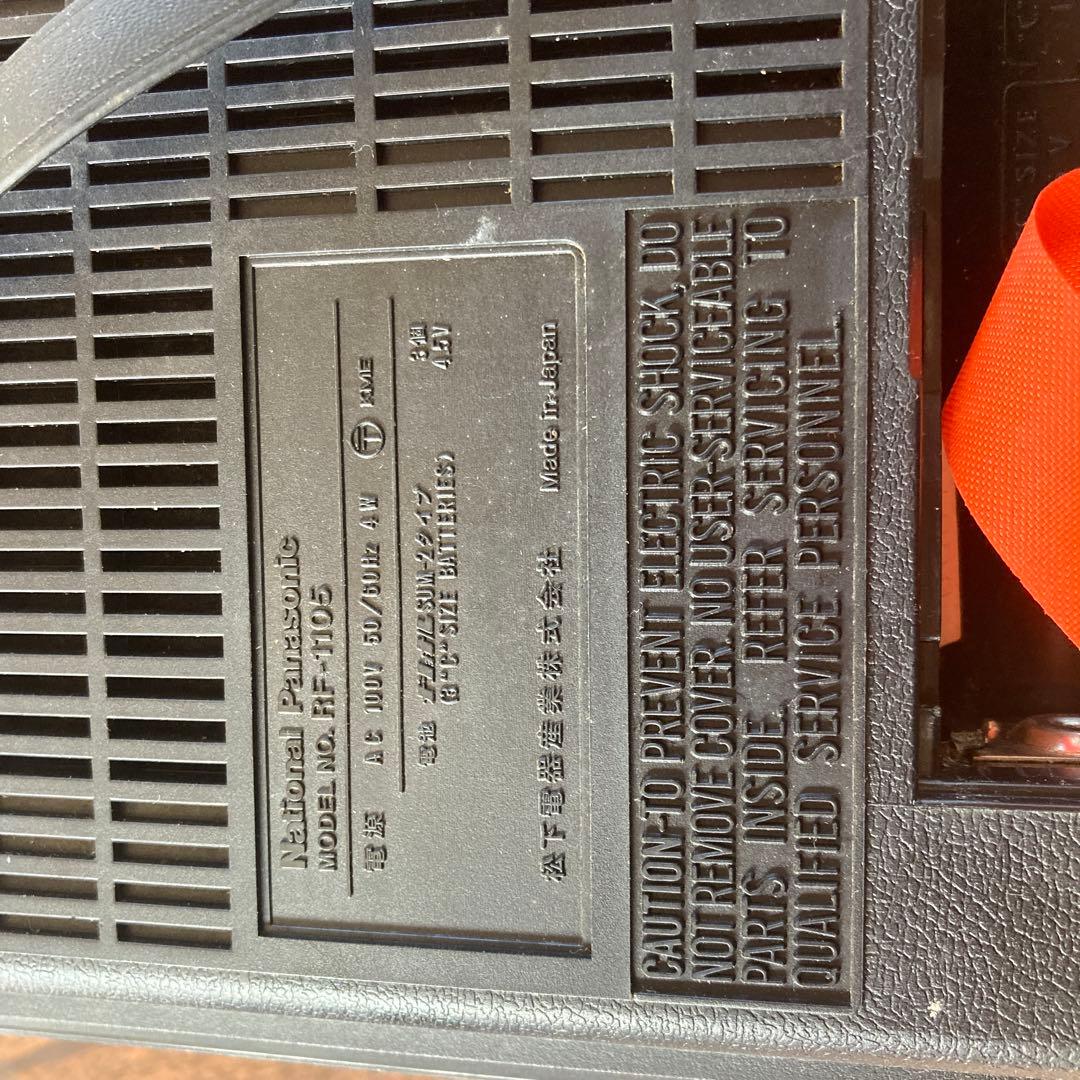 National Panasonic
MODEL NO. RF-1105
電源 AC 100V 50/60Hz 4W 〒 KME
電池 ナショナル SUM-2タイプ 3個
(3"C"SIZE BATTERIES) 4.5V
松下電器産業株式会社 Made in Japan
CAUTION-TO PREVENT ELECTRIC SHOCK, DO
NOT REMOVE COVER. NO USER-SERVICEABLE
PARTS INSIDE. REFER SERVICING TO
QUALIFIED SERVICE PERSONNEL.
SIZE
V